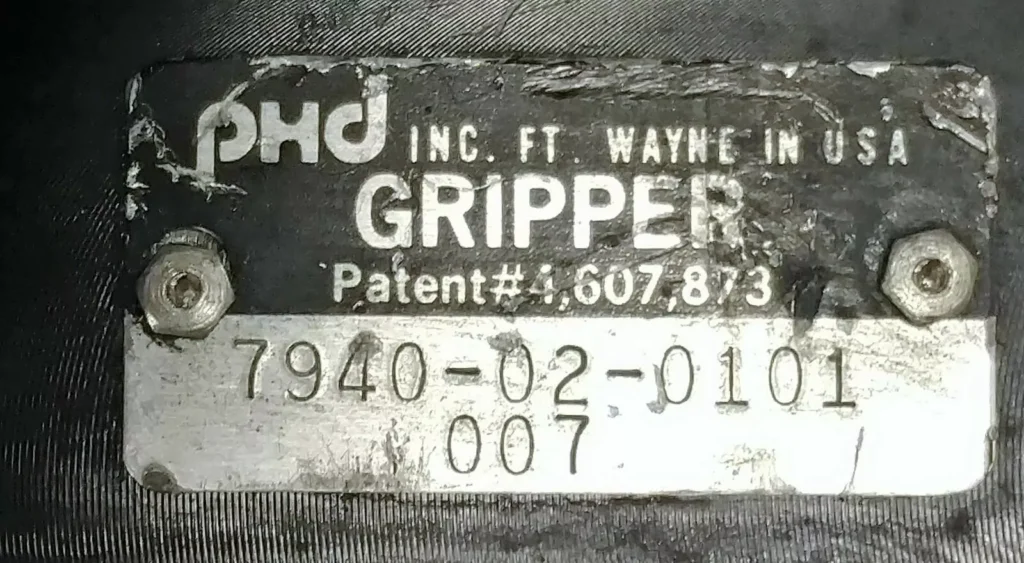 PHD INC. FT. WAYNE IN USA
GRIPPER
Patent#4,607,873
7940-02-0101
007